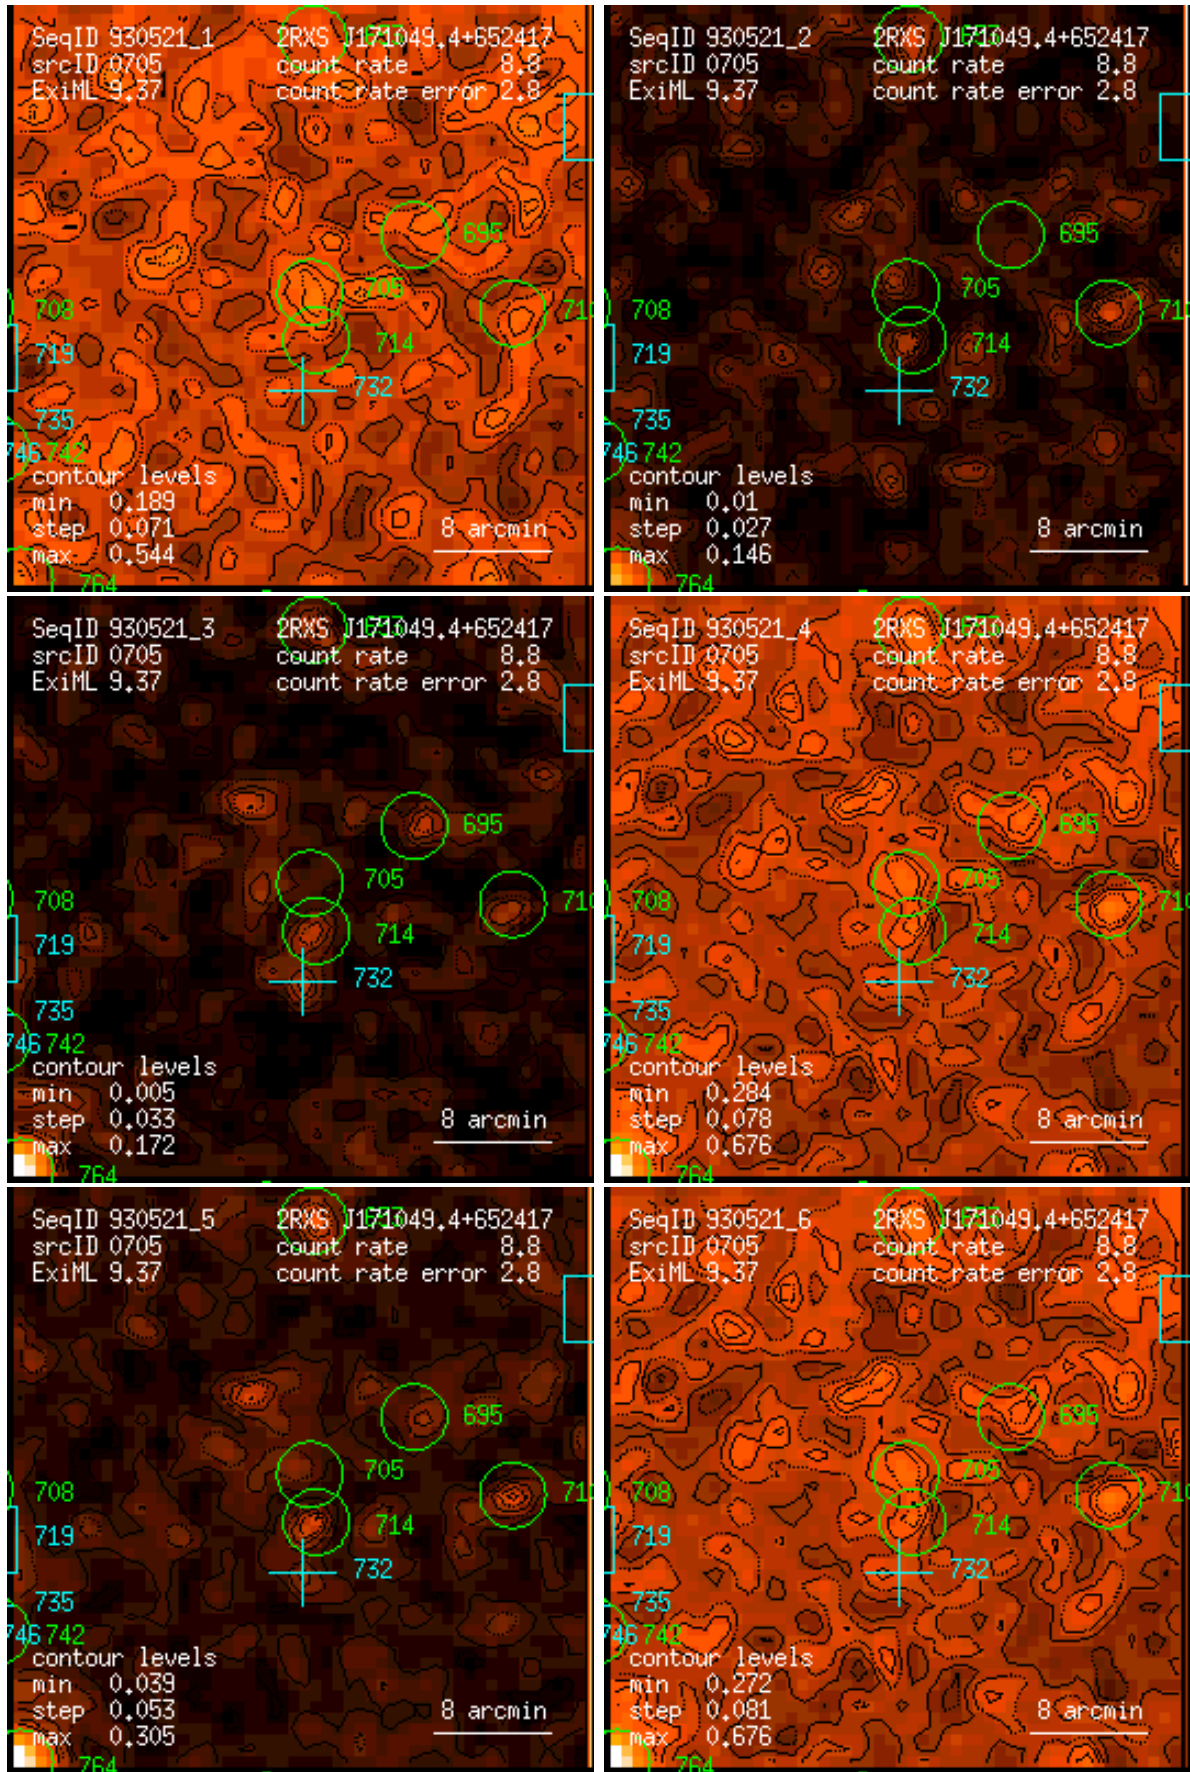 SeqID 930521_1 2RXS J171049.4+652417
srcID 0705 count rate 8.8
ExiML 9.37 count rate error 2.8
695
705
708 710
719 714
732
735
746 742
contour levels
min 0.189
step 0.071 8 arcmin
max 0.544
764
SeqID 930521_2 2RXS J171049.4+652417
srcID 0705 count rate 8.8
ExiML 9.37 count rate error 2.8
695
705
708 710
719 714
732
735
746 742
contour levels
min 0.01
step 0.027 8 arcmin
max 0.146
764
SeqID 930521_3 2RXS J171049.4+652417
srcID 0705 count rate 8.8
ExiML 9.37 count rate error 2.8
695
705
708 710
719 714
732
735
746 742
contour levels
min 0.005
step 0.033 8 arcmin
max 0.172
764
SeqID 930521_4 2RXS J171049.4+652417
srcID 0705 count rate 8.8
ExiML 9.37 count rate error 2.8
695
705
708 710
719 714
732
735
746 742
contour levels
min 0.284
step 0.078 8 arcmin
max 0.676
764
SeqID 930521_5 2RXS J171049.4+652417
srcID 0705 count rate 8.8
ExiML 9.37 count rate error 2.8
695
705
708 710
719 714
732
735
746 742
contour levels
min 0.039
step 0.053 8 arcmin
max 0.305
764
SeqID 930521_6 2RXS J171049.4+652417
srcID 0705 count rate 8.8
ExiML 9.37 count rate error 2.8
695
705
708 710
719 714
732
735
746 742
contour levels
min 0.272
step 0.081 8 arcmin
max 0.676
764